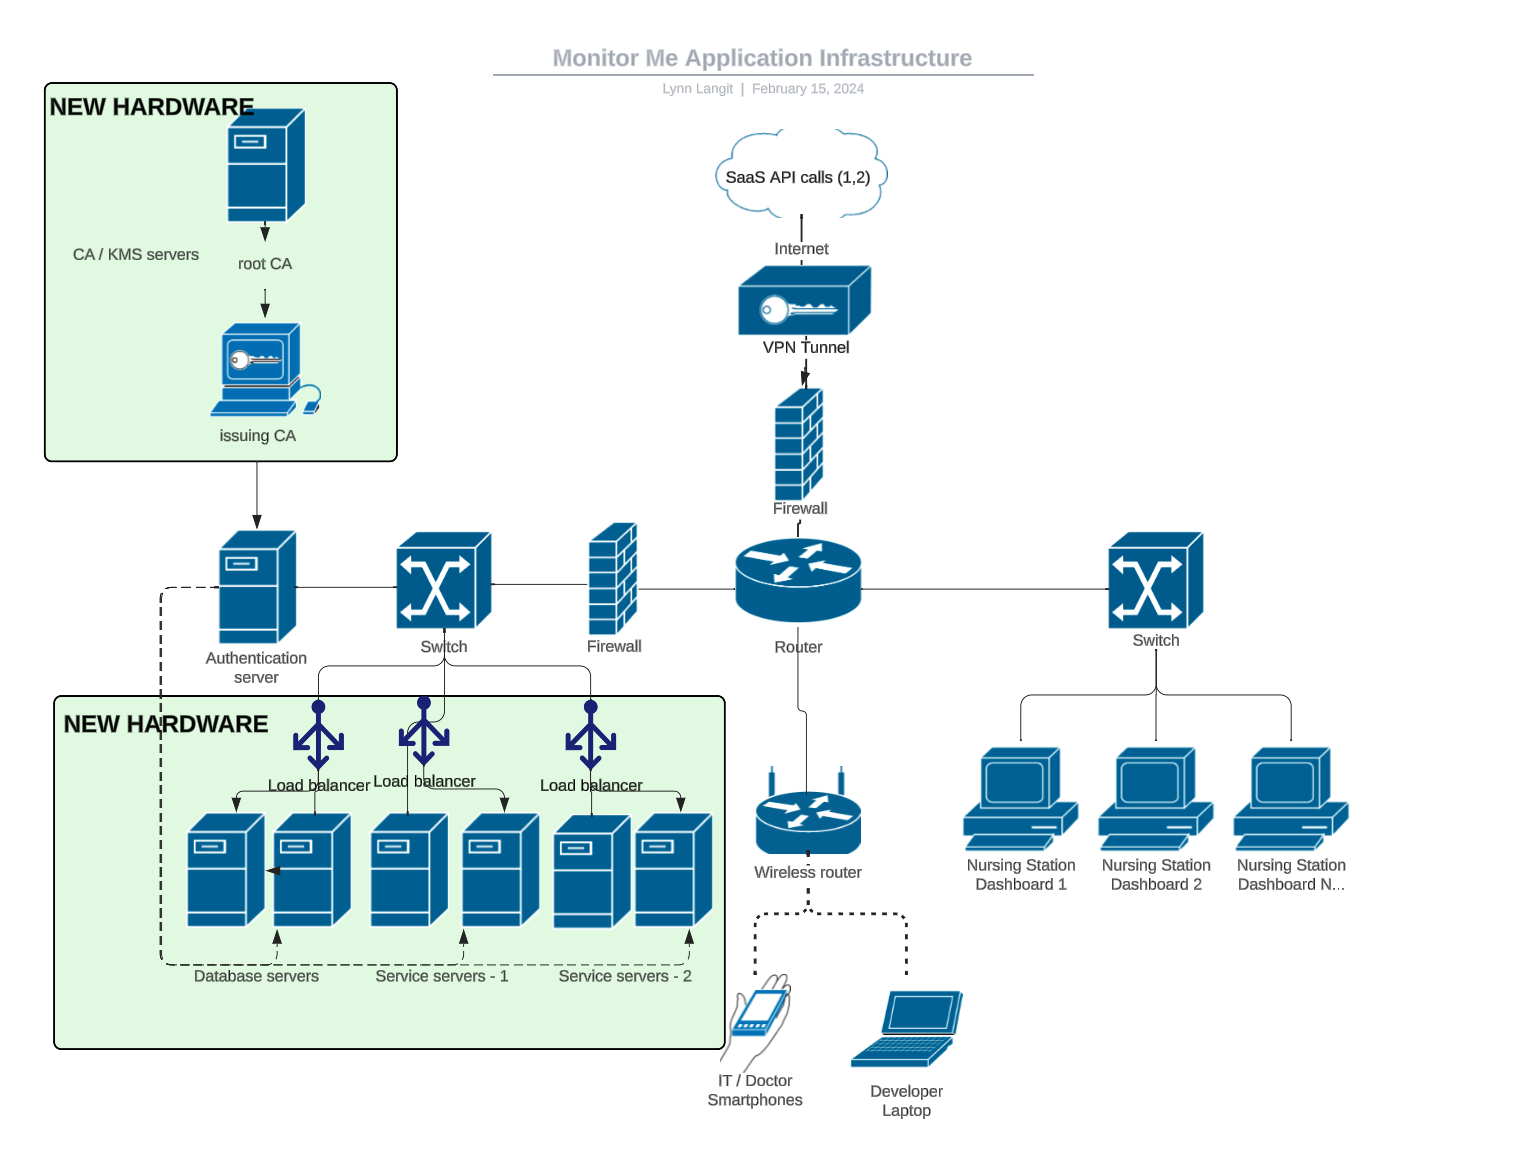 Monitor Me Application Infrastructure
Lynn Langit | February 15, 2024
NEW HARDWARE
CA / KMS servers
root CA
issuing CA
SaaS API calls (1,2)
Internet
VPN Tunnel
Firewall
Authentication
server
Switch
Firewall
Router
Switch
NEW HARDWARE
Load balancer
Load balancer
Load balancer
Database servers
Service servers - 1
Service servers - 2
Wireless router
Nursing Station
Dashboard 1
Nursing Station
Dashboard 2
Nursing Station
Dashboard N...
IT / Doctor
Smartphones
Developer
Laptop